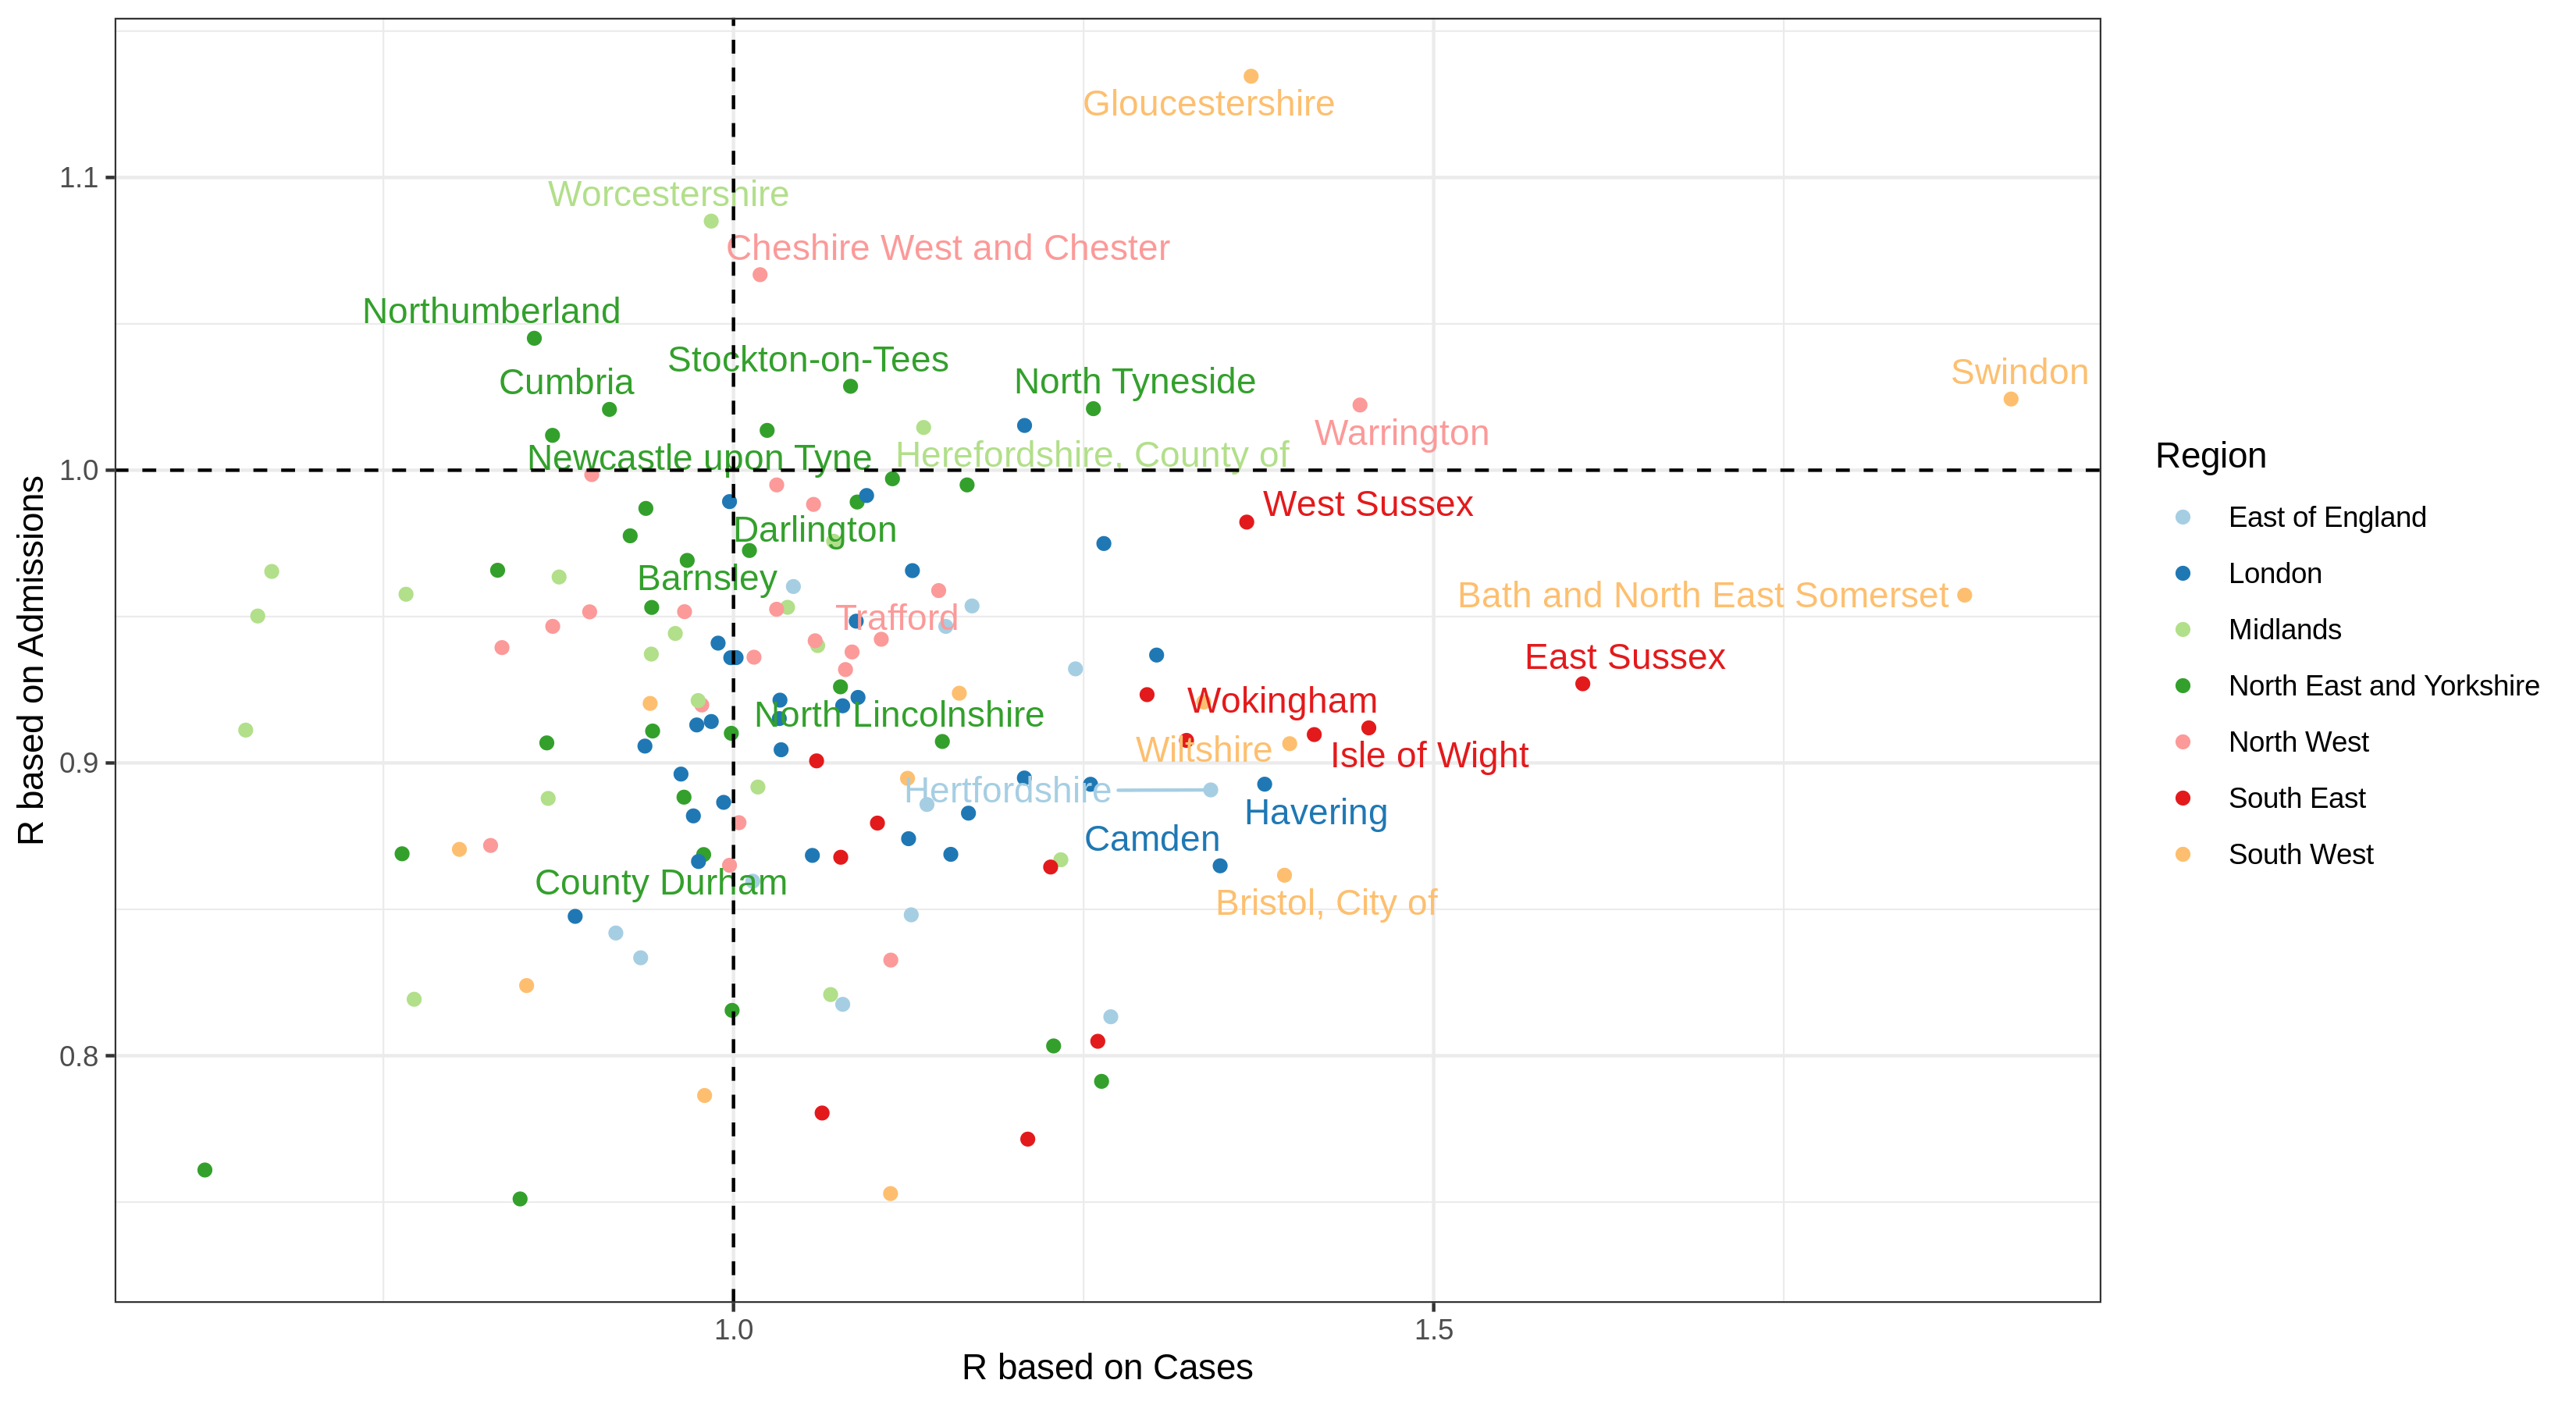 Gloucestershire
1.1
Worcestershire
Cheshire West and Chester
Northumberland
Stockton-on-Tees
Cumbria
North Tyneside
Swindon
Warrington
Newcastle upon Tyne
Herefordshire, County of
1.0
West Sussex
Darlington
Barnsley
Bath and North East Somerset
Trafford
East Sussex
Wokingham
North Lincolnshire
Wiltshire
Isle of Wight
0.9
Hertfordshire
Havering
Camden
County Durham
Bristol, City of
0.8
R based on Admissions
1.0
1.5
R based on Cases
Region
East of England
London
Midlands
North East and Yorkshire
North West
South East
South West